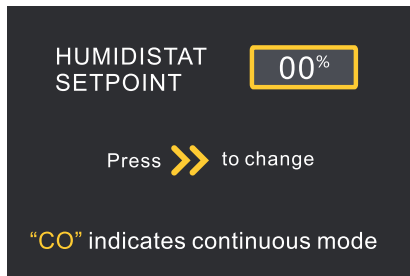 HUMIDISTAT
SETPOINT
00%
Press >> to change
“CO” indicates continuous mode